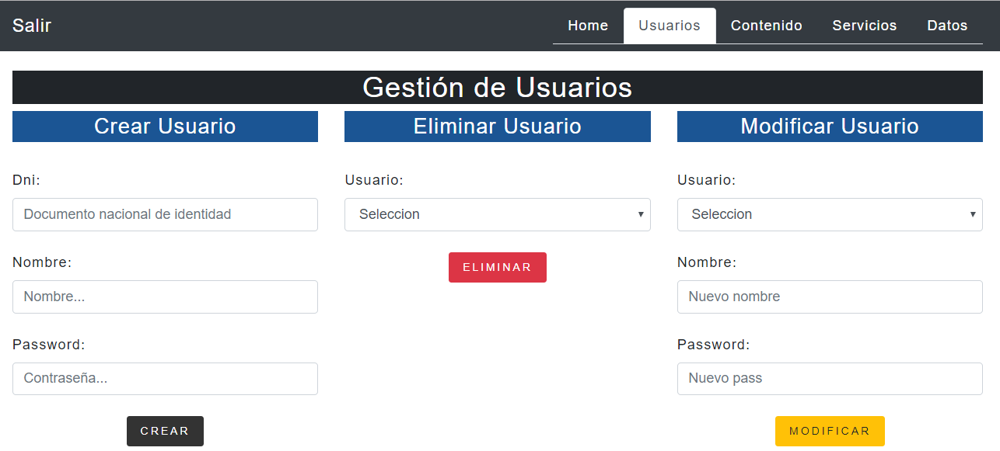 Salir
Home Usuarios Contenido Servicios Datos
Gestión de Usuarios
Crear Usuario
Dni:
Documento nacional de identidad
Nombre:
Nombre...
Password:
Contraseña...
CREAR
Eliminar Usuario
Usuario:
Seleccion
ELIMINAR
Modificar Usuario
Usuario:
Seleccion
Nombre:
Nuevo nombre
Password:
Nuevo pass
MODIFICAR